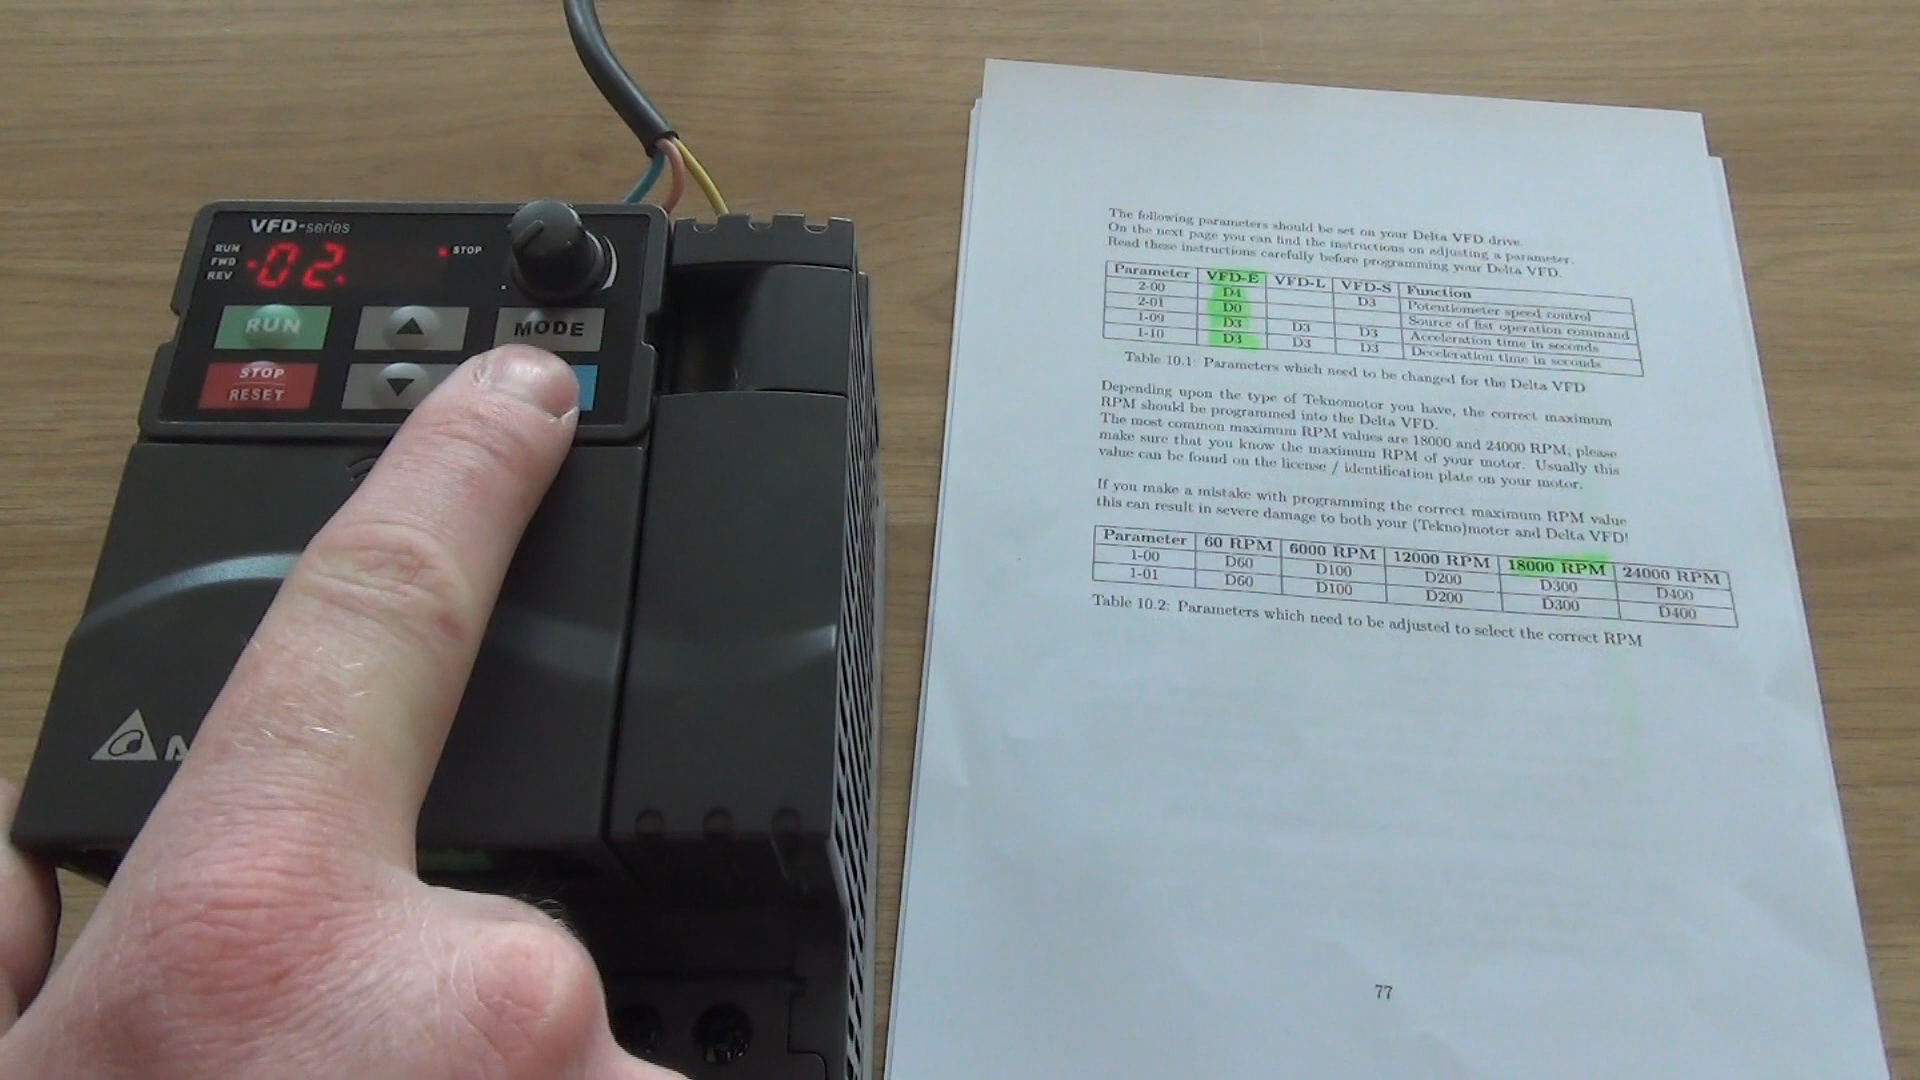 VFD-series
RUN
FWD
REV
02.
STOP
RUN
MODE
STOP
RESET
The following parameters should be set on your Delta VFD drive.
On the next page you can find the instructions on adjusting a parameter.
Read these instructions carefully before programming your Delta VFD.
Parameter VFD-E VFD-L VFD-S Function
2-00 D4 D3 Potentiometer speed control
2-01 D0 Source of fist operation command
1-09 D3 D3 D3 Acceleration time in seconds
1-10 D3 D3 D3 Deceleration time in seconds
Table 10.1: Parameters which need to be changed for the Delta VFD
Depending upon the type of Teknomotor you have, the correct maximum
RPM should be programmed into the Delta VFD.
The most common maximum RPM values are 18000 and 24000 RPM; please
make sure that you know the maximum RPM of your motor. Usually this
value can be found on the license / identification plate on your motor.
If you make a mistake with programming the correct maximum RPM value
this can result in severe damage to both your (Tekno)motor and Delta VFD!
Parameter 60 RPM 6000 RPM 12000 RPM 18000 RPM 24000 RPM
1-00 D60 D100 D200 D300 D400
1-01 D60 D100 D200 D300 D400
Table 10.2: Parameters which need to be adjusted to select the correct RPM
77